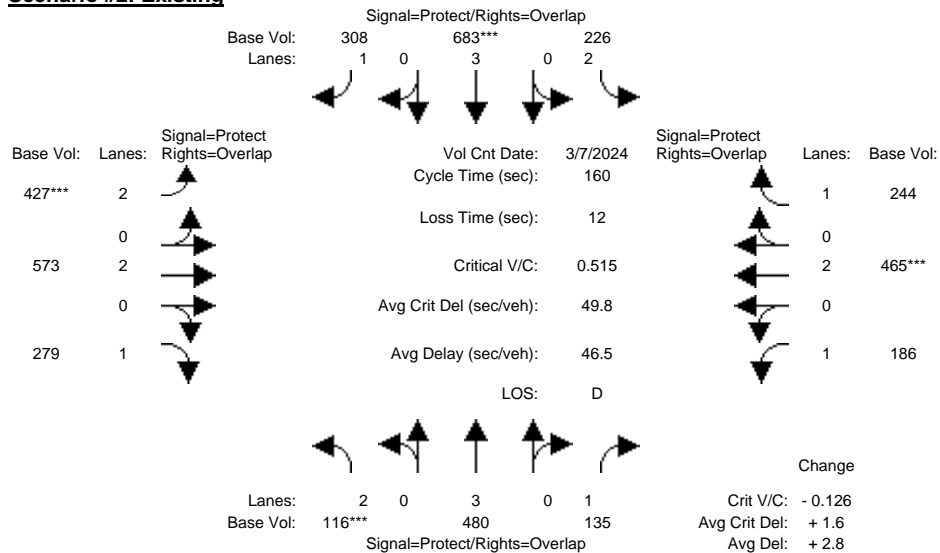 Scenario #2: Existing
Signal=Protect/Rights=Overlap
Base Vol: 308 683*** 226
Lanes: 1 0 3 0 2
Signal=Protect
Rights=Overlap
Base Vol: Lanes:
427*** 2
0
573 2
0
279 1
Vol Cnt Date: 3/7/2024
Cycle Time (sec): 160
Loss Time (sec): 12
Critical V/C: 0.515
Avg Crit Del (sec/veh): 49.8
Avg Delay (sec/veh): 46.5
LOS: D
Signal=Protect
Rights=Overlap
Lanes: Base Vol:
1 244
0
2 465***
0
1 186
Lanes: 2 0 3 0 1
Base Vol: 116*** 480 135
Signal=Protect/Rights=Overlap
Change
Crit V/C: - 0.126
Avg Crit Del: + 1.6
Avg Del: + 2.8